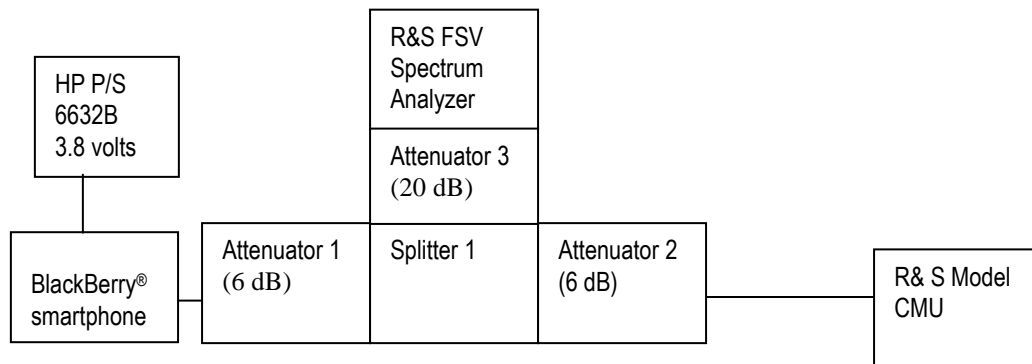 R&S FSV
Spectrum
Analyzer
HP P/S
6632B
3.8 volts
Attenuator 3
(20 dB)
BlackBerry®
smartphone
Attenuator 1
(6 dB)
Splitter 1
Attenuator 2
(6 dB)
R& S Model
CMU